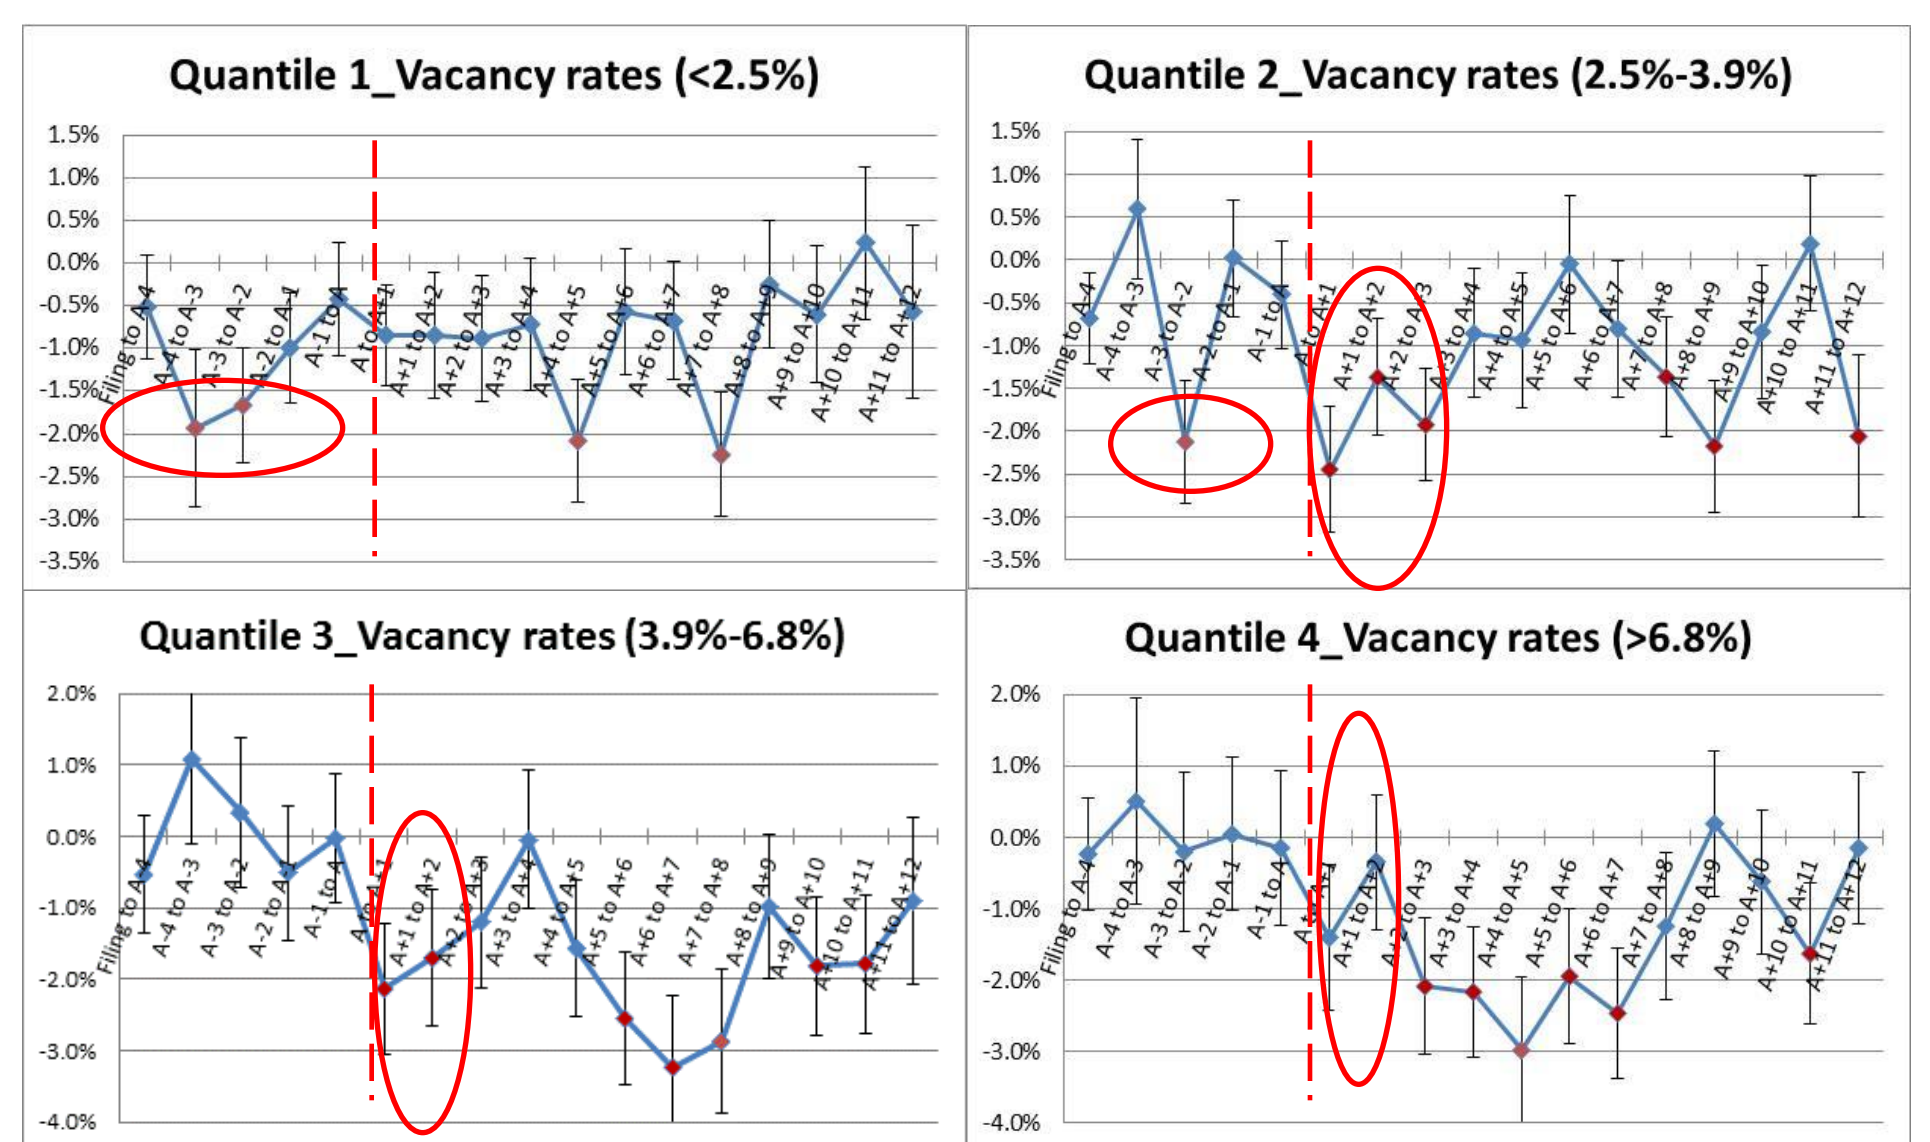 Quantile 1_Vacancy rates (<2.5%)
1.5%
1.0%
0.5%
0.0%
-0.5%
-1.0%
-1.5%
-2.0%
-2.5%
-3.0%
-3.5%
Filing to A-4
A-4 to A-3
A-3 to A-2
A-2 to A-1
A-1 to A
A to A+1
A+1 to A+2
A+2 to A+3
A+3 to A+4
A+4 to A+5
A+5 to A+6
A+6 to A+7
A+7 to A+8
A+8 to A+9
A+9 to A+10
A+10 to A+11
A+11 to A+12
Quantile 2_Vacancy rates (2.5%-3.9%)
1.5%
1.0%
0.5%
0.0%
-0.5%
-1.0%
-1.5%
-2.0%
-2.5%
-3.0%
-3.5%
Filing to A-4
A-4 to A-3
A-3 to A-2
A-2 to A-1
A-1 to A
A to A+1
A+1 to A+2
A+2 to A+3
A+3 to A+4
A+4 to A+5
A+5 to A+6
A+6 to A+7
A+7 to A+8
A+8 to A+9
A+9 to A+10
A+10 to A+11
A+11 to A+12
Quantile 3_Vacancy rates (3.9%-6.8%)
2.0%
1.0%
0.0%
-1.0%
-2.0%
-3.0%
-4.0%
Filing to A-4
A-4 to A-3
A-3 to A-2
A-2 to A-1
A-1 to A
A to A+1
A+1 to A+2
A+2 to A+3
A+3 to A+4
A+4 to A+5
A+5 to A+6
A+6 to A+7
A+7 to A+8
A+8 to A+9
A+9 to A+10
A+10 to A+11
A+11 to A+12
Quantile 4_Vacancy rates (>6.8%)
2.0%
1.0%
0.0%
-1.0%
-2.0%
-3.0%
-4.0%
Filing to A-4
A-4 to A-3
A-3 to A-2
A-2 to A-1
A-1 to A
A to A+1
A+1 to A+2
A+2 to A+3
A+3 to A+4
A+4 to A+5
A+5 to A+6
A+6 to A+7
A+7 to A+8
A+8 to A+9
A+9 to A+10
A+10 to A+11
A+11 to A+12